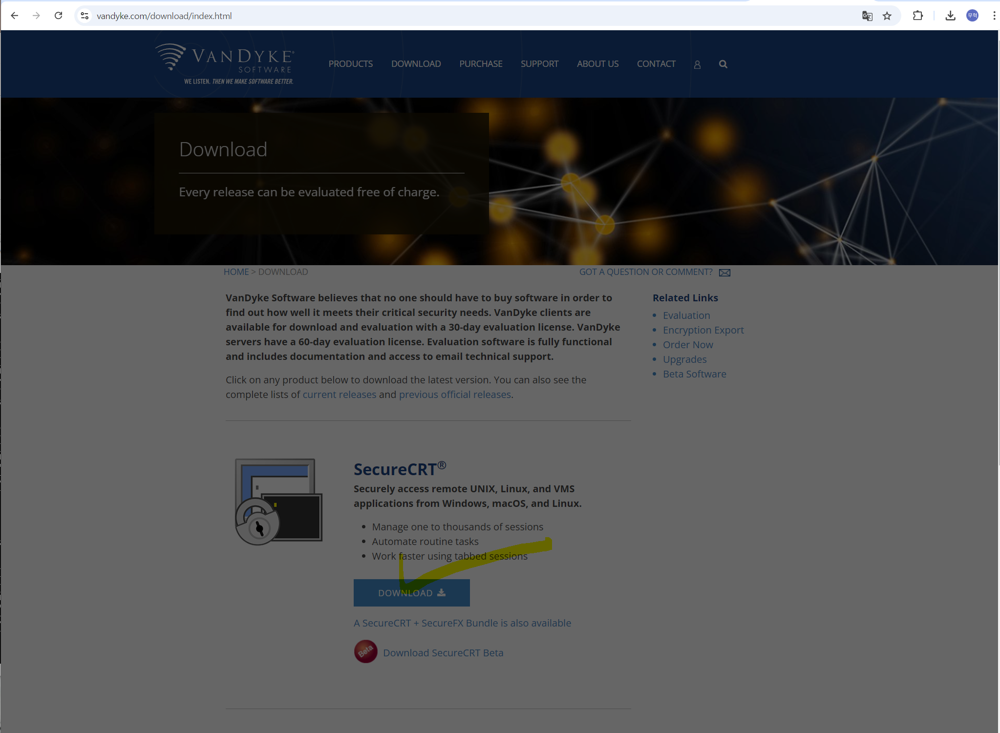 vandyke.com/download/index.html
무혁
VANDYKE®
SOFTWARE
WE LISTEN. THEN WE MAKE SOFTWARE BETTER.
PRODUCTS DOWNLOAD PURCHASE SUPPORT ABOUT US CONTACT
Download
Every release can be evaluated free of charge.
HOME > DOWNLOAD
GOT A QUESTION OR COMMENT?
VanDyke Software believes that no one should have to buy software in order to
find out how well it meets their critical security needs. VanDyke clients are
available for download and evaluation with a 30-day evaluation license. VanDyke
servers have a 60-day evaluation license. Evaluation software is fully functional
and includes documentation and access to email technical support.
Click on any product below to download the latest version. You can also see the
complete lists of current releases and previous official releases.
Related Links
• Evaluation
• Encryption Export
• Order Now
• Upgrades
• Beta Software
SecureCRT®
Securely access remote UNIX, Linux, and VMS
applications from Windows, macOS, and Linux.
• Manage one to thousands of sessions
• Automate routine tasks
• Work faster using tabbed sessions
DOWNLOAD
A SecureCRT + SecureFX Bundle is also available
Beta
Download SecureCRT Beta